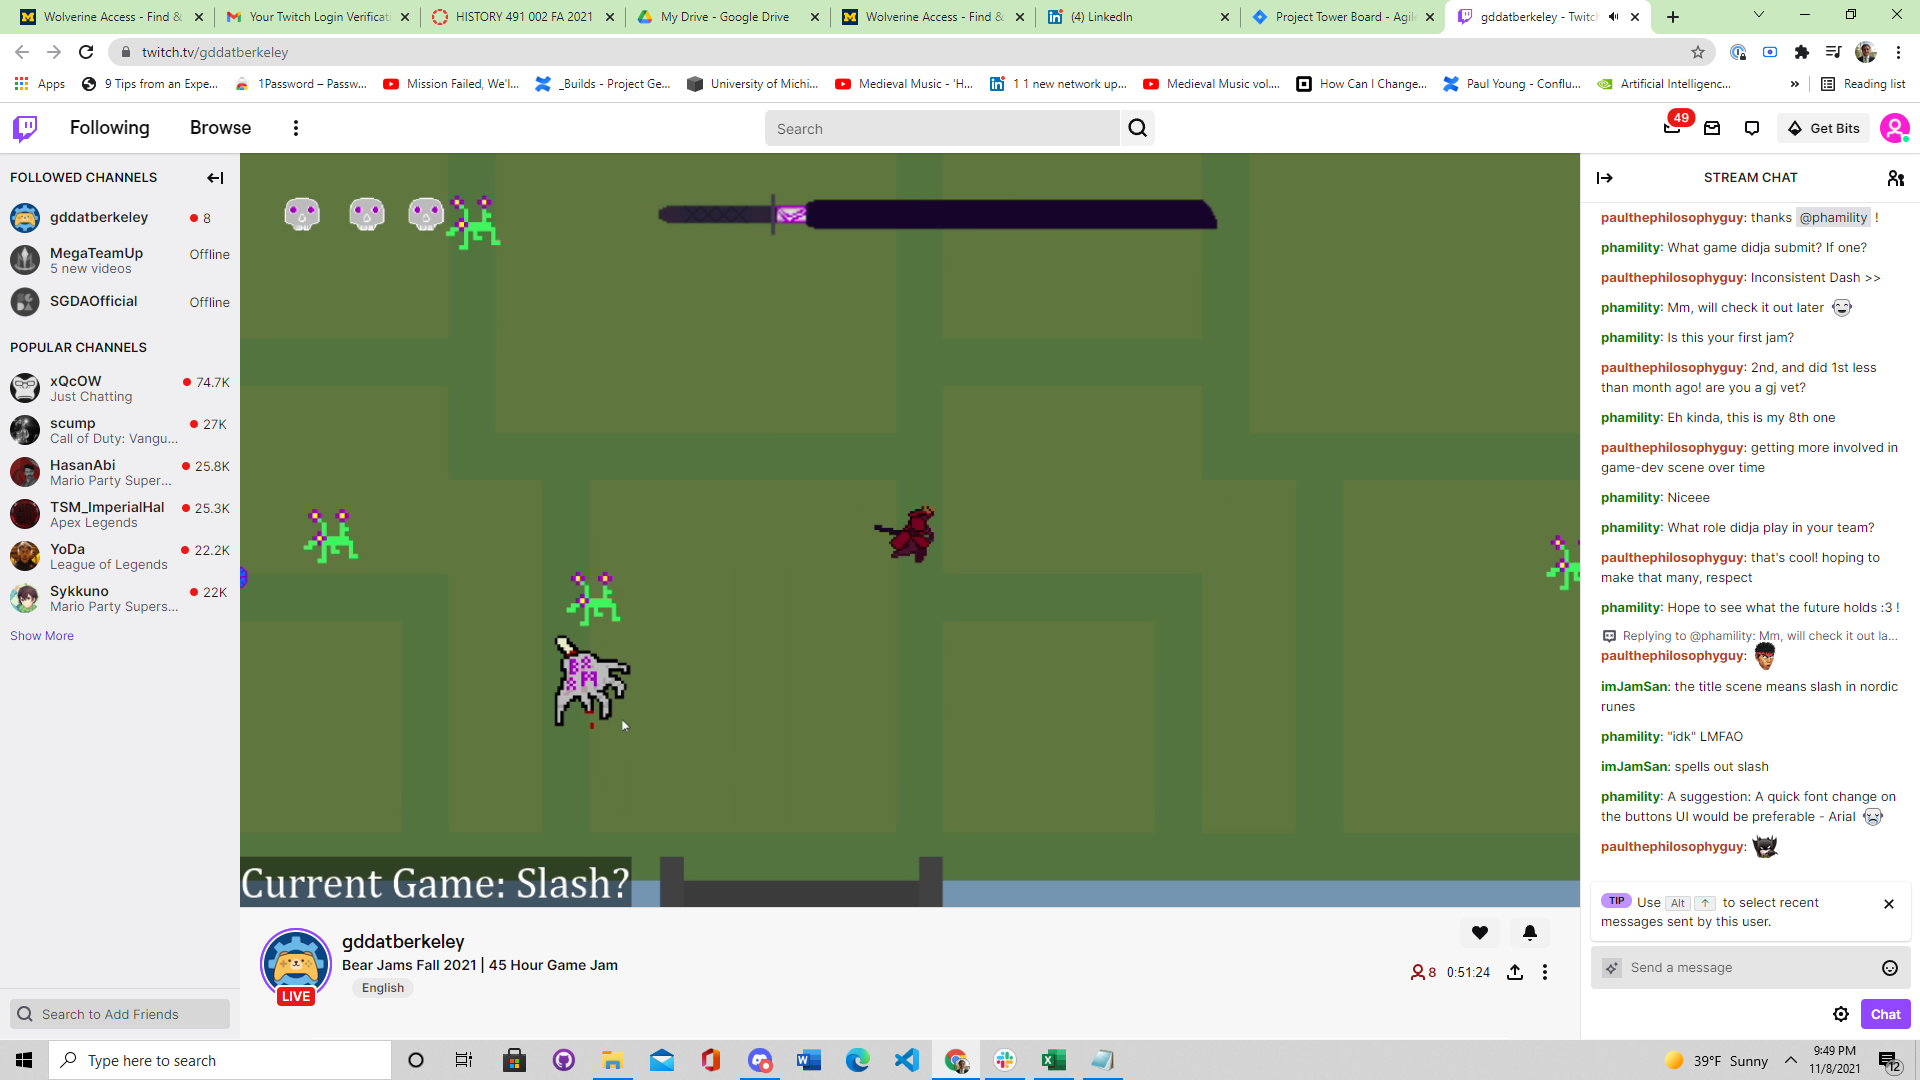 Wolverine Access - Find &
Your Twitch Login Verificati
HISTORY 491 002 FA 2021
My Drive - Google Drive
Wolverine Access - Find &
(4) LinkedIn
Project Tower Board - Agile
gddatberkeley - Twitch
twitch.tv/gddatberkeley
Apps
9 Tips from an Expe...
1Password – Passw...
Mission Failed, We'l...
_Builds - Project Ge...
University of Michi...
Medieval Music - 'H...
1 1 new network up...
Medieval Music vol....
How Can I Change...
Paul Young - Conflu...
Artificial Intelligenc...
»
Reading list
Following
Browse
Search
49
Get Bits
FOLLOWED CHANNELS
gddatberkeley
8
MegaTeamUp
Offline
5 new videos
SGDAOfficial
Offline
POPULAR CHANNELS
xQcOW
74.7K
Just Chatting
scump
27K
Call of Duty: Vangu...
HasanAbi
25.8K
Mario Party Super...
TSM_ImperialHal
25.3K
Apex Legends
YoDa
22.2K
League of Legends
Sykkuno
22K
Mario Party Supers...
Show More
Search to Add Friends
Current Game: Slash?
LIVE
gddatberkeley
Bear Jams Fall 2021 | 45 Hour Game Jam
English
8
0:51:24
STREAM CHAT
paulthephilosophyguy: thanks @phamility !
phamility: What game didja submit? If one?
paulthephilosophyguy: Inconsistent Dash >>
phamility: Mm, will check it out later
phamility: Is this your first jam?
paulthephilosophyguy: 2nd, and did 1st less
than month ago! are you a gj vet?
phamility: Eh kinda, this is my 8th one
paulthephilosophyguy: getting more involved in
game-dev scene over time
phamility: Niceee
phamility: What role didja play in your team?
paulthephilosophyguy: that's cool! hoping to
make that many, respect
phamility: Hope to see what the future holds :3 !
Replying to @phamility: Mm, will check it out la...
paulthephilosophyguy:
imJamSan: the title scene means slash in nordic
runes
phamility: "idk" LMFAO
imJamSan: spells out slash
phamility: A suggestion: A quick font change on
the buttons UI would be preferable - Arial
paulthephilosophyguy:
TIP Use Alt ↑ to select recent
messages sent by this user.
Send a message
Chat
Type here to search
39°F Sunny
9:49 PM
11/8/2021
12